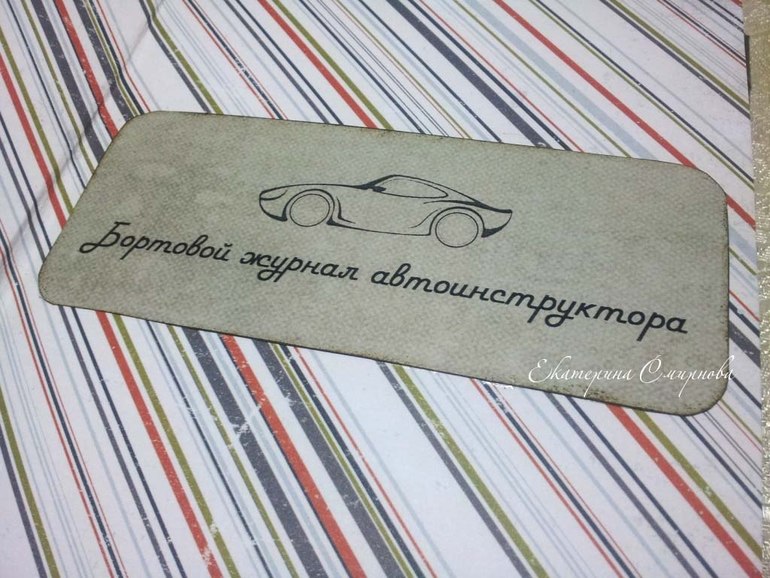 Бортовой журнал автоинструктора
Екатерина Смирнова